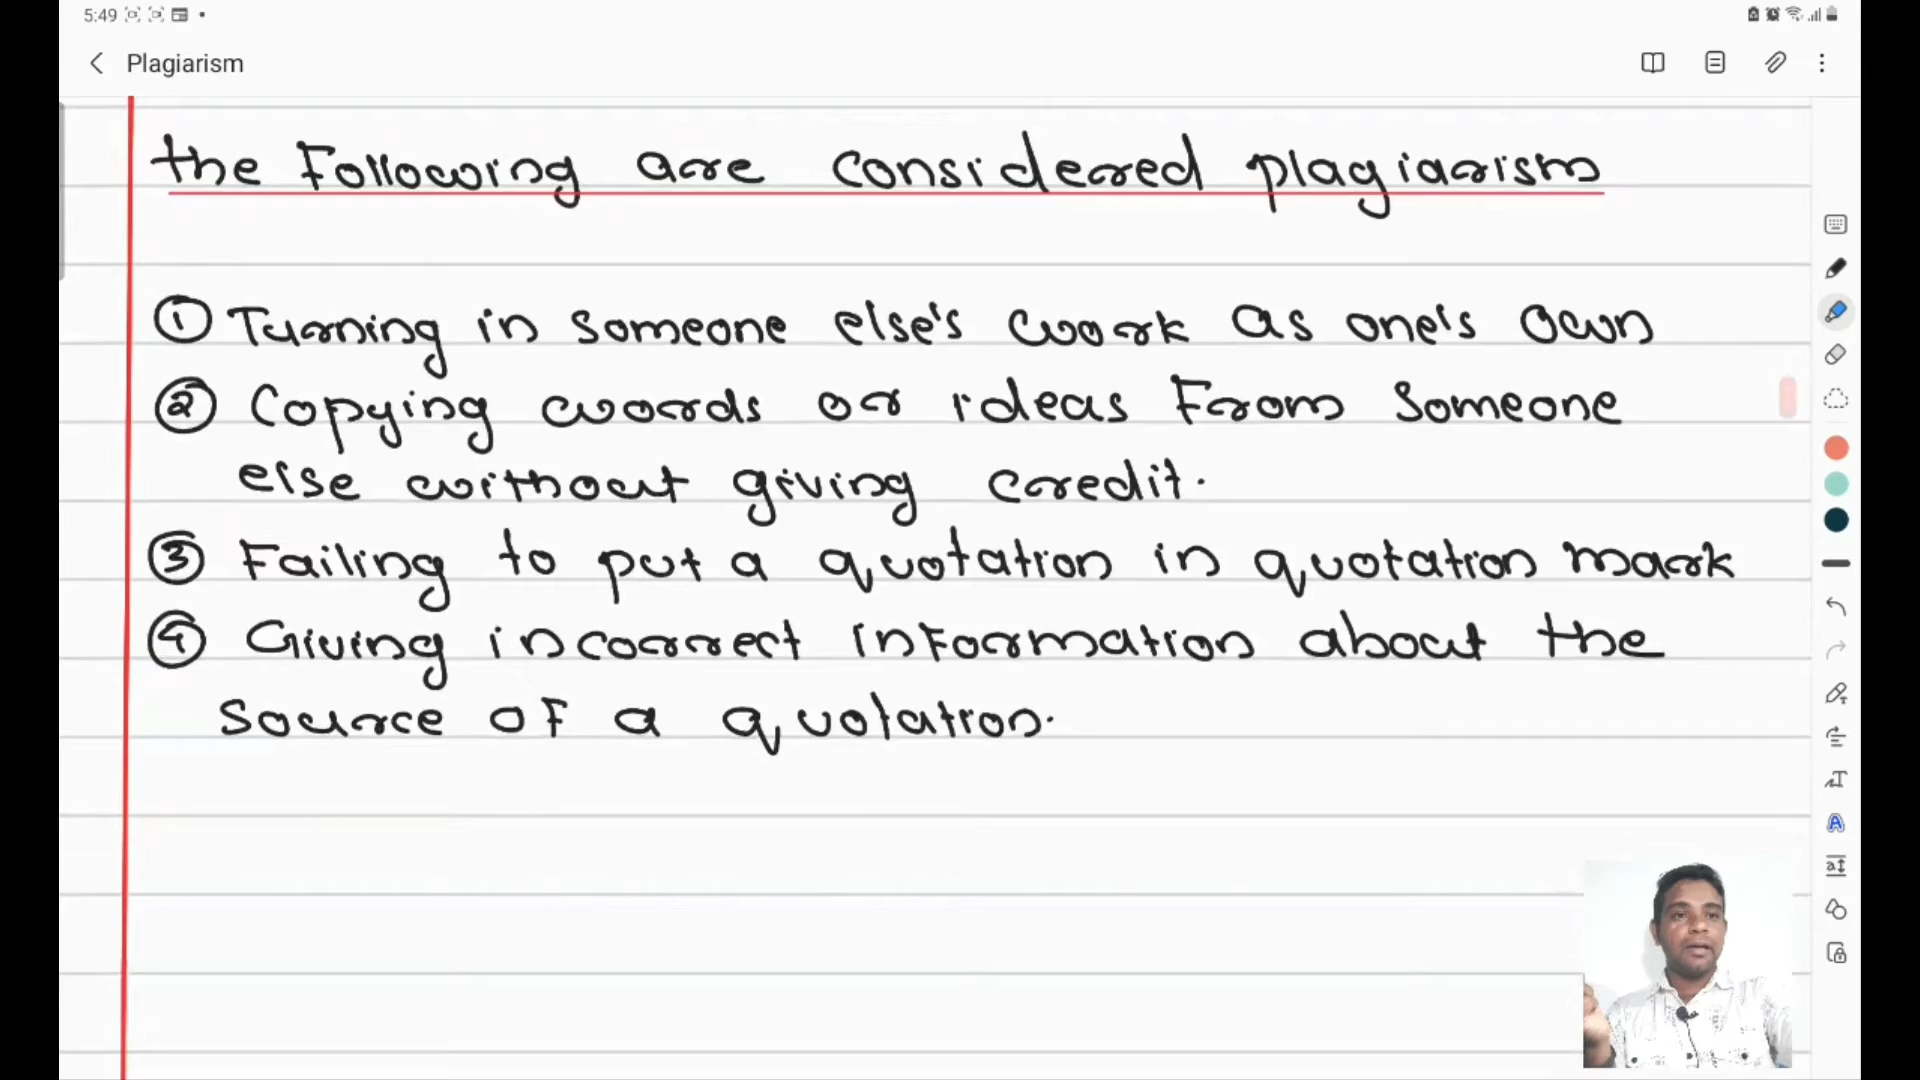 5:49
Plagiarism
the Following are considered plagiarism
① Turning in someone else's work as one's own
② Copying words or ideas From Someone
else without giving credit.
③ Failing to put a quotation in quotation mark
④ Giving incorrect information about the
source of a quotation.